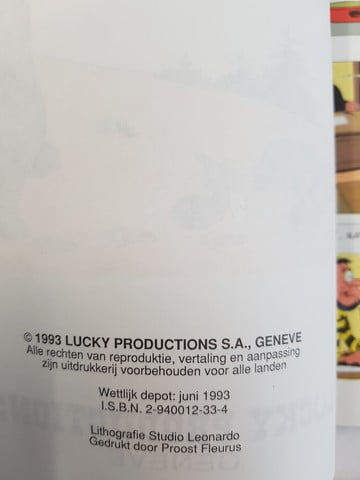 © 1993 LUCKY PRODUCTIONS S.A., GENEVE
Alle rechten van reproduktie, vertaling en aanpassing
zijn uitdrukkerij voorbehouden voor alle landen
Wettlijk depot: juni 1993
I.S.B.N. 2-940012-33-4
Lithografie Studio Leonardo
Gedrukt door Proost Fleurus